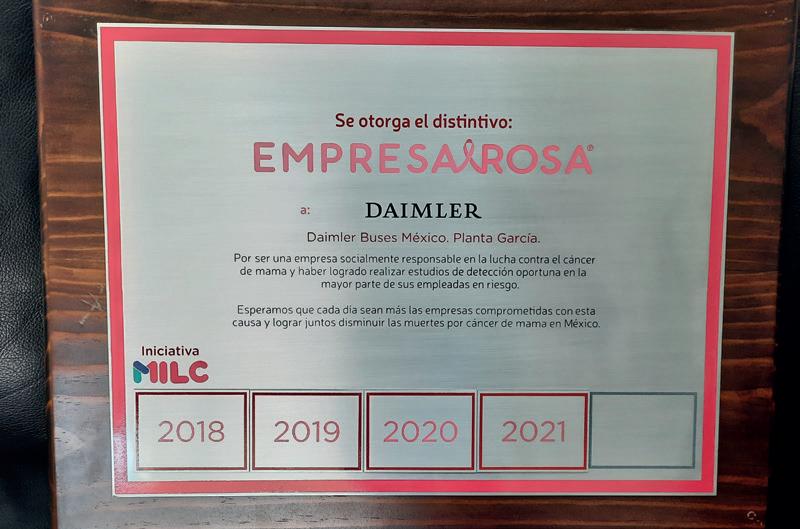 Se otorga el distintivo:
EMPRESA ROSA®
a: DAIMLER
Daimler Buses México. Planta García.
Por ser una empresa socialmente responsable en la lucha contra el cáncer
de mama y haber logrado realizar estudios de detección oportuna en la
mayor parte de sus empleadas en riesgo.
Esperamos que cada día sean más las empresas comprometidas con esta
causa y lograr juntos disminuir las muertes por cáncer de mama en México.
Iniciativa
MILC
2018 2019 2020 2021